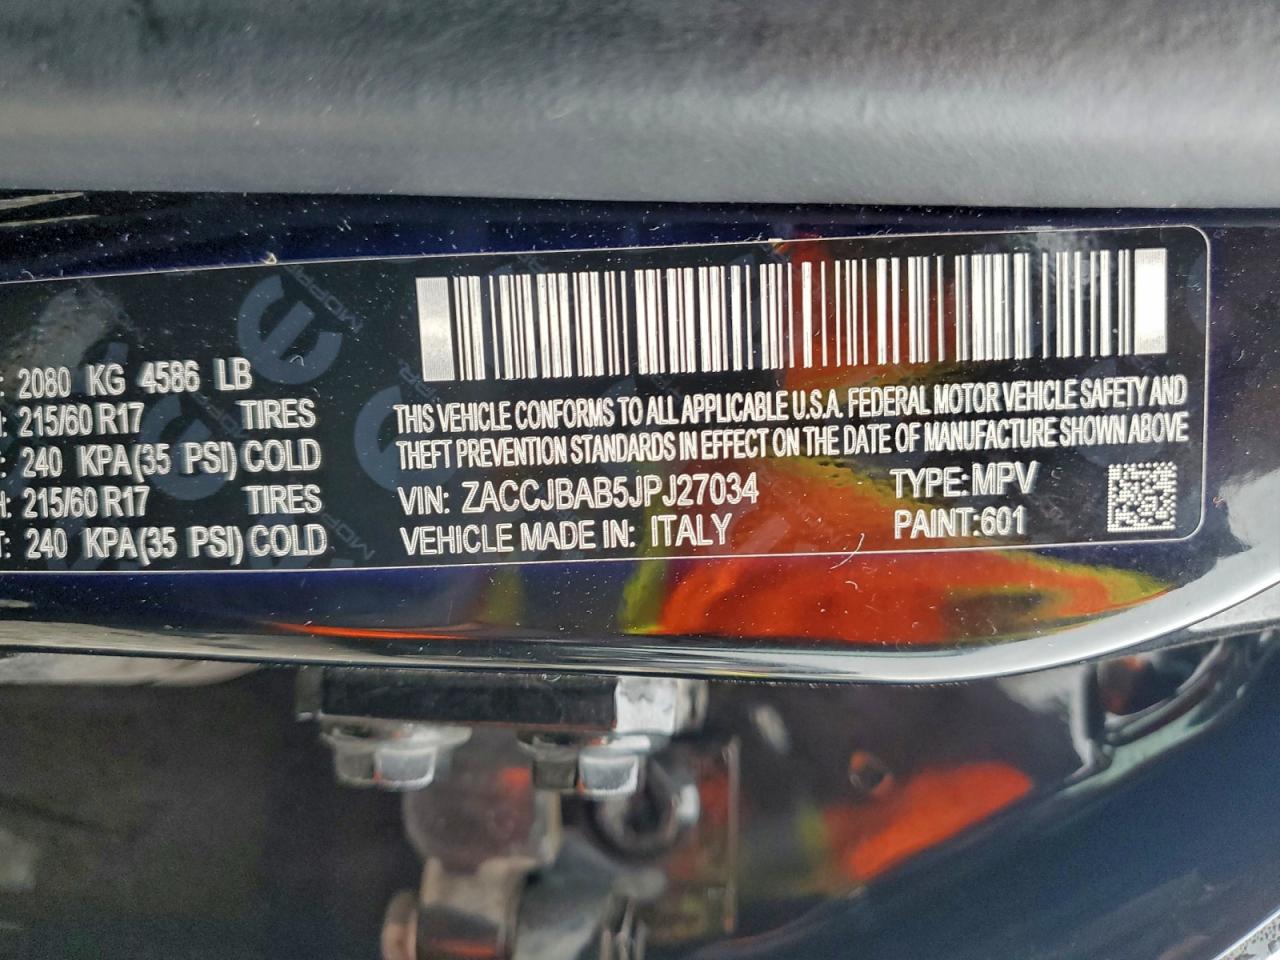 : 2080 KG 4586 LB
: 215/60 R17 TIRES
: 240 KPA(35 PSI) COLD
H: 215/60 R17 TIRES
T: 240 KPA(35 PSI) COLD
THIS VEHICLE CONFORMS TO ALL APPLICABLE U.S.A. FEDERAL MOTOR VEHICLE SAFETY AND
THEFT PREVENTION STANDARDS IN EFFECT ON THE DATE OF MANUFACTURE SHOWN ABOVE
VIN: ZACCJBAB5JPJ27034 TYPE: MPV
VEHICLE MADE IN: ITALY PAINT:601
MOPAR